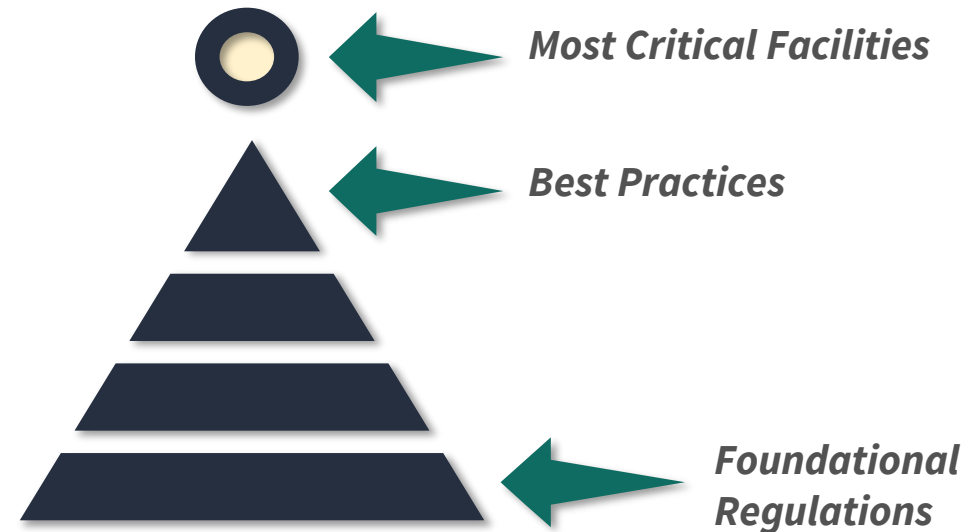 Most Critical Facilities
Best Practices
Foundational
Regulations